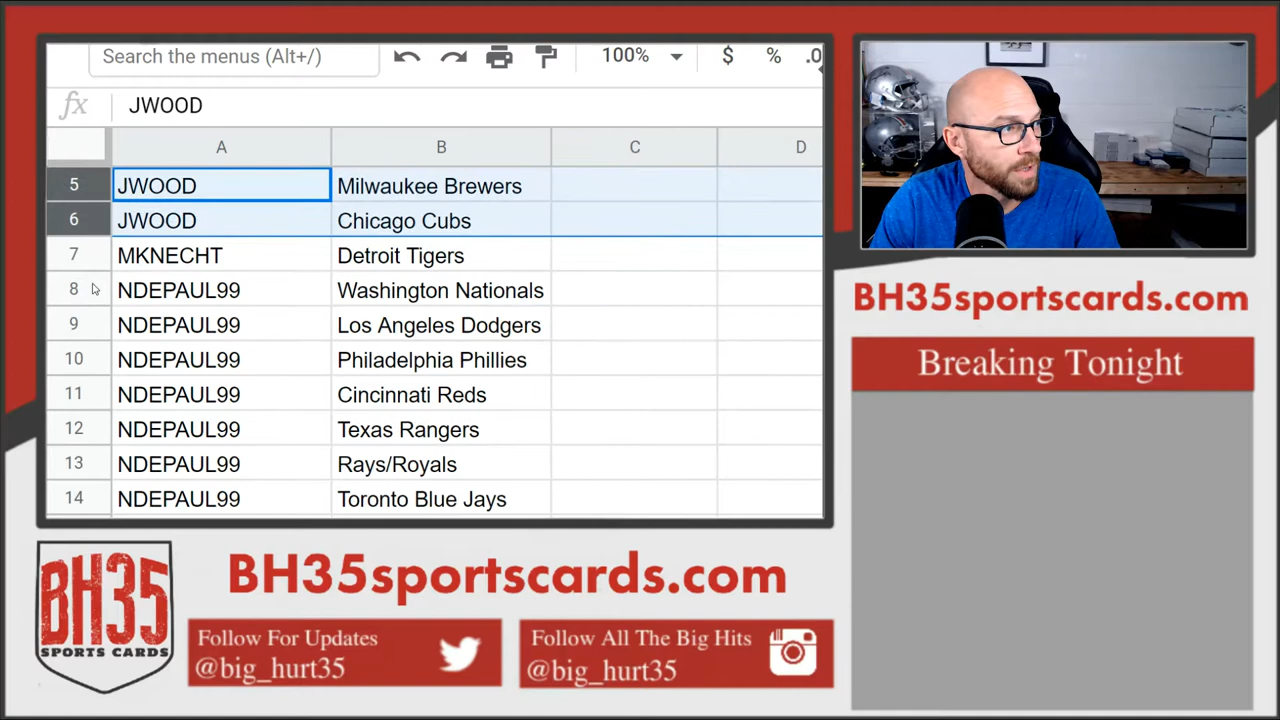 Search the menus (Alt+/)
100%
$
%
.0
fx
JWOOD
A
B
C
D
5 JWOOD Milwaukee Brewers
6 JWOOD Chicago Cubs
7 MKNECHT Detroit Tigers
8 NDEPAUL99 Washington Nationals
9 NDEPAUL99 Los Angeles Dodgers
10 NDEPAUL99 Philadelphia Phillies
11 NDEPAUL99 Cincinnati Reds
12 NDEPAUL99 Texas Rangers
13 NDEPAUL99 Rays/Royals
14 NDEPAUL99 Toronto Blue Jays
BH35sportscards.com
Breaking Tonight
BH35
SPORTS CARDS
BH35sportscards.com
Follow For Updates
@big_hurt35
Follow All The Big Hits
@big_hurt35